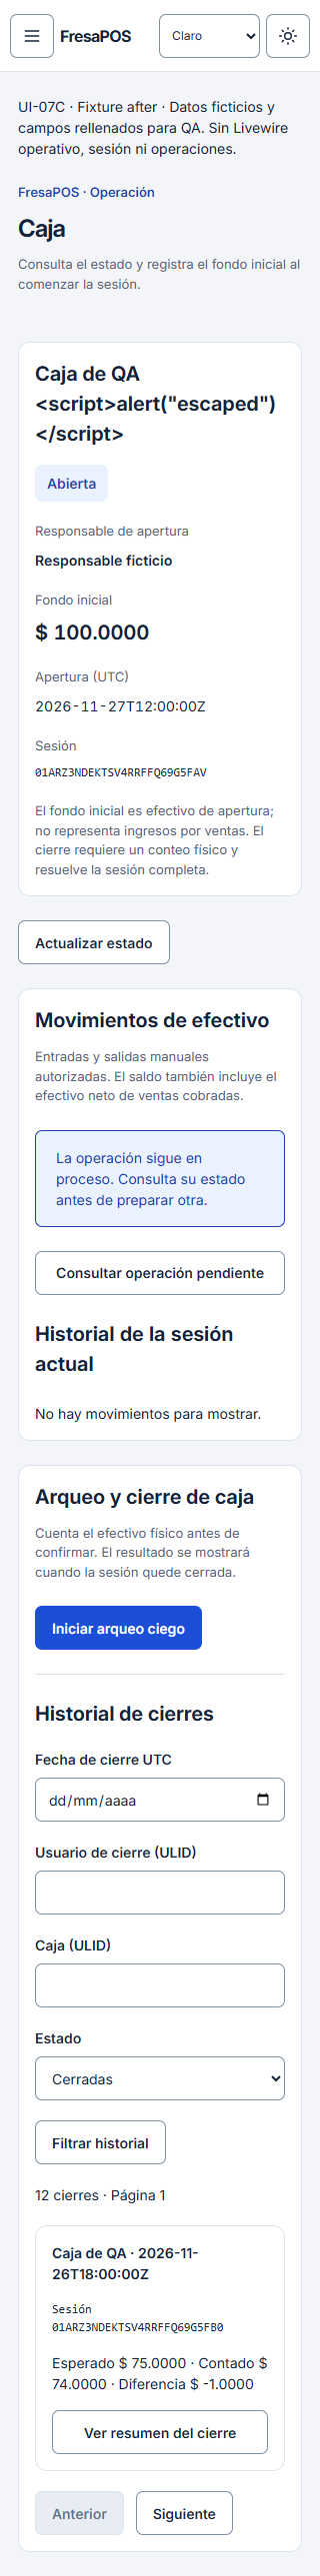 FresaPOS
Claro
UI-07C · Fixture after · Datos ficticios y
campos rellenados para QA. Sin Livewire
operativo, sesión ni operaciones.
FresaPOS · Operación
Caja
Consulta el estado y registra el fondo inicial al
comenzar la sesión.
Caja de QA
<script>alert("escaped")
</script>
Abierta
Responsable de apertura
Responsable ficticio
Fondo inicial
$ 100.0000
Apertura (UTC)
2026-11-27T12:00:00Z
Sesión
01ARZ3NDEKTSV4RRFFQ69G5FAV
El fondo inicial es efectivo de apertura;
no representa ingresos por ventas. El
cierre requiere un conteo físico y
resuelve la sesión completa.
Actualizar estado
Movimientos de efectivo
Entradas y salidas manuales
autorizadas. El saldo también incluye el
efectivo neto de ventas cobradas.
La operación sigue en
proceso. Consulta su estado
antes de preparar otra.
Consultar operación pendiente
Historial de la sesión
actual
No hay movimientos para mostrar.
Arqueo y cierre de caja
Cuenta el efectivo físico antes de
confirmar. El resultado se mostrará
cuando la sesión quede cerrada.
Iniciar arqueo ciego
Historial de cierres
Fecha de cierre UTC
dd/mm/aaaa
Usuario de cierre (ULID)
Caja (ULID)
Estado
Cerradas
Filtrar historial
12 cierres · Página 1
Caja de QA · 2026-11-
26T18:00:00Z
Sesión
01ARZ3NDEKTSV4RRFFQ69G5FB0
Esperado $ 75.0000 · Contado $
74.0000 · Diferencia $ -1.0000
Ver resumen del cierre
Anterior
Siguiente